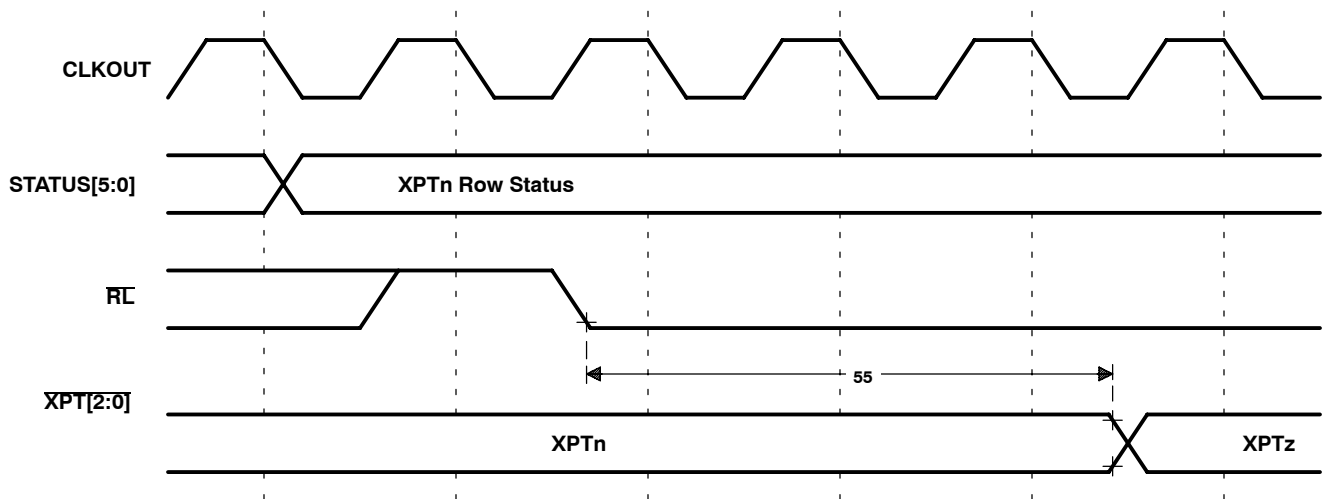 CLKOUT
STATUS[5:0]
XPTn Row Status
RL
55
XPT[2:0]
XPTn
XPTz